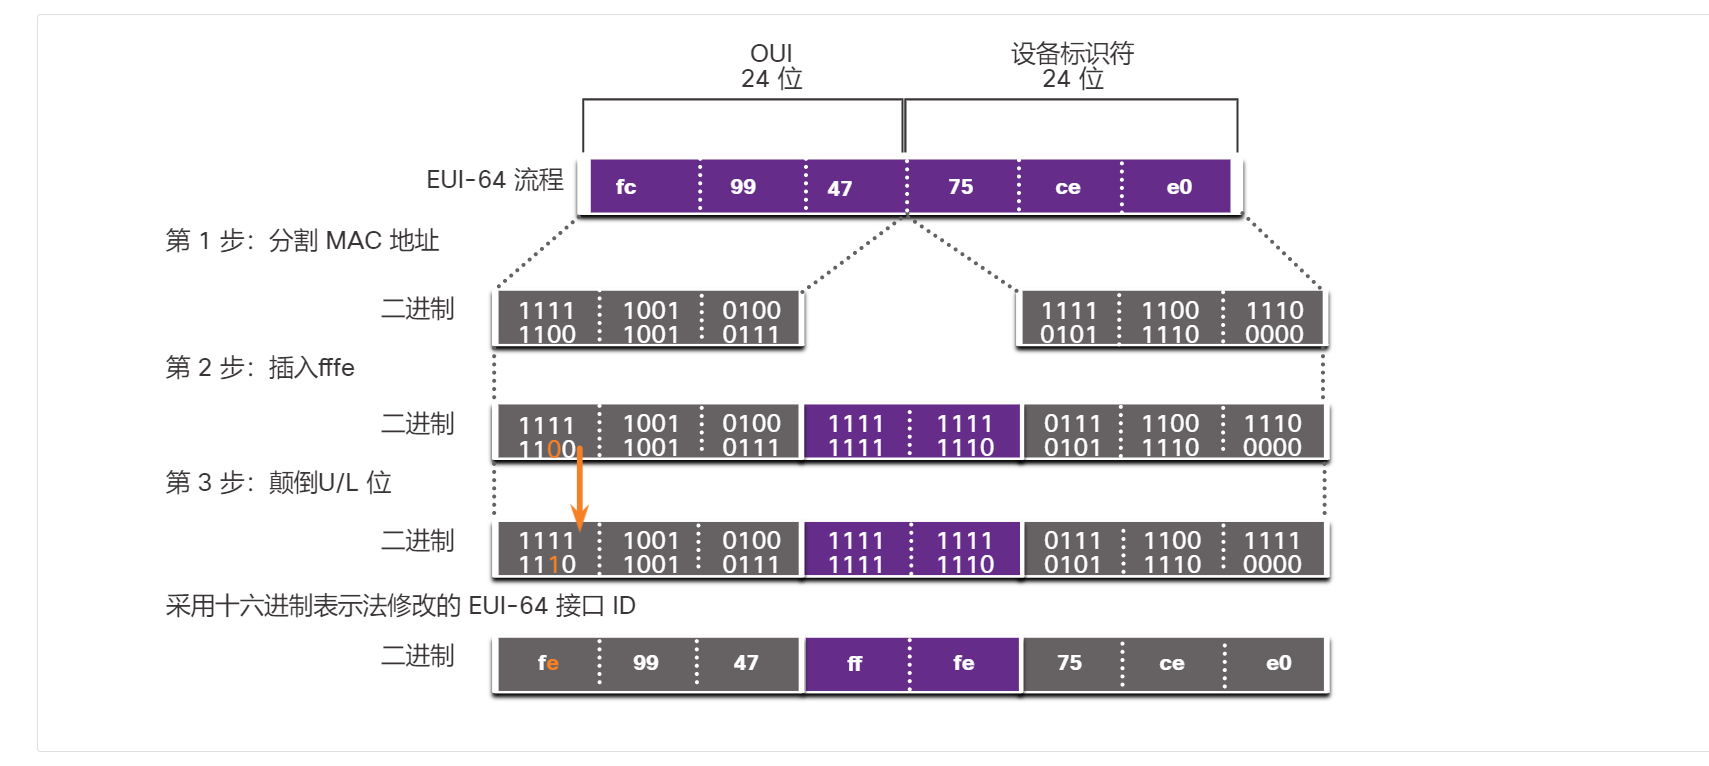 OUI
24 位
设备标识符
24 位
EUI-64 流程
fc 99 47 75 ce e0
第 1 步：分割 MAC 地址
二进制
1111 1001 0100 1111 1100 1110
1100 1001 0111 0101 1110 0000
第 2 步：插入fffe
二进制
1111 1001 0100 1111 1111 0111 1100 1110
1100 1001 0111 1111 1110 0101 1110 0000
第 3 步：颠倒U/L 位
二进制
1111 1001 0100 1111 1111 0111 1100 1111
1110 1001 0111 1111 1110 0101 1110 0000
采用十六进制表示法修改的 EUI-64 接口 ID
二进制
fe 99 47 ff fe 75 ce e0